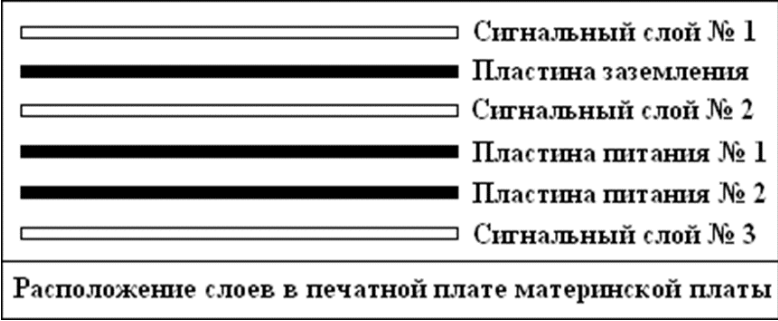 Сигнальный слой № 1
Пластина заземления
Сигнальный слой № 2
Пластина питания № 1
Пластина питания № 2
Сигнальный слой № 3
Расположение слоев в печатной плате материнской платы